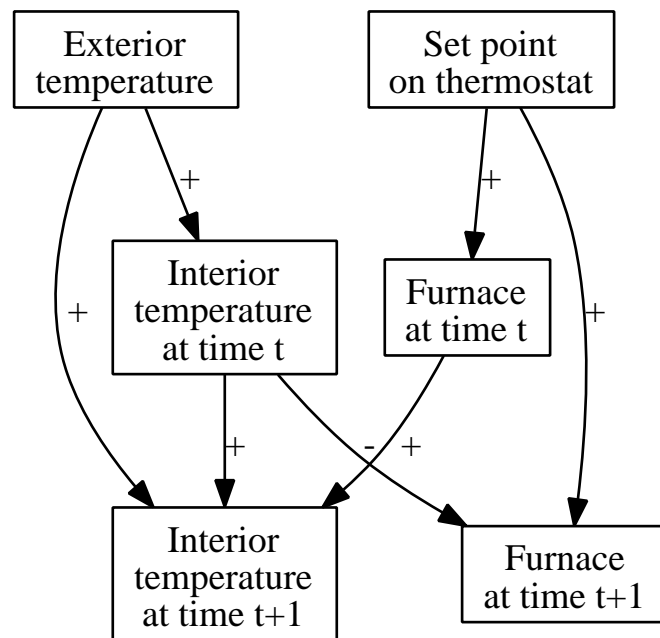 Exterior
temperature
Set point
on thermostat
+
+
Interior
temperature
at time t
Furnace
at time t
+
+
+
-
+
Interior
temperature
at time t+1
Furnace
at time t+1